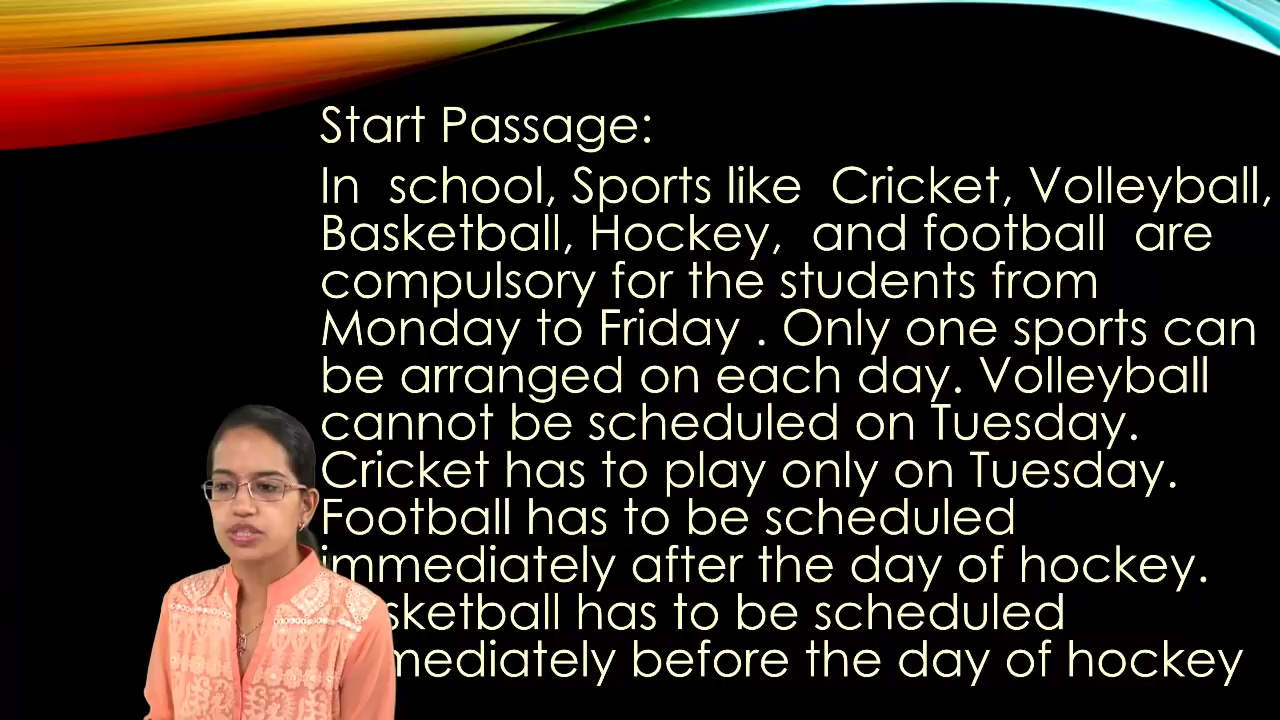 Start Passage:
In school, Sports like Cricket, Volleyball,
Basketball, Hockey, and football are
compulsory for the students from
Monday to Friday . Only one sports can
be arranged on each day. Volleyball
cannot be scheduled on Tuesday.
Cricket has to play only on Tuesday.
Football has to be scheduled
immediately after the day of hockey.
sketball has to be scheduled
mediately before the day of hockey